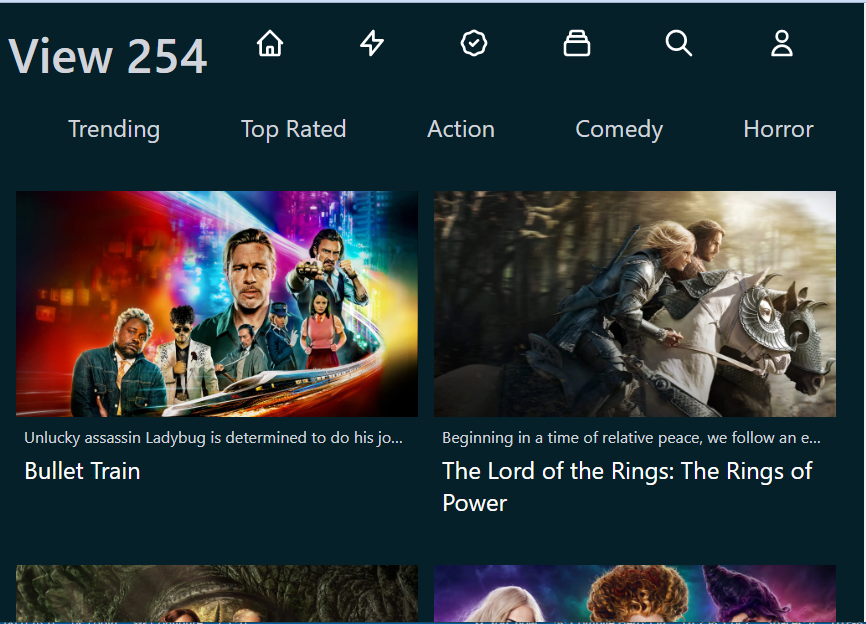 View 254
Trending Top Rated Action Comedy Horror
Unlucky assassin Ladybug is determined to do his jo...
Bullet Train
Beginning in a time of relative peace, we follow an e...
The Lord of the Rings: The Rings of
Power